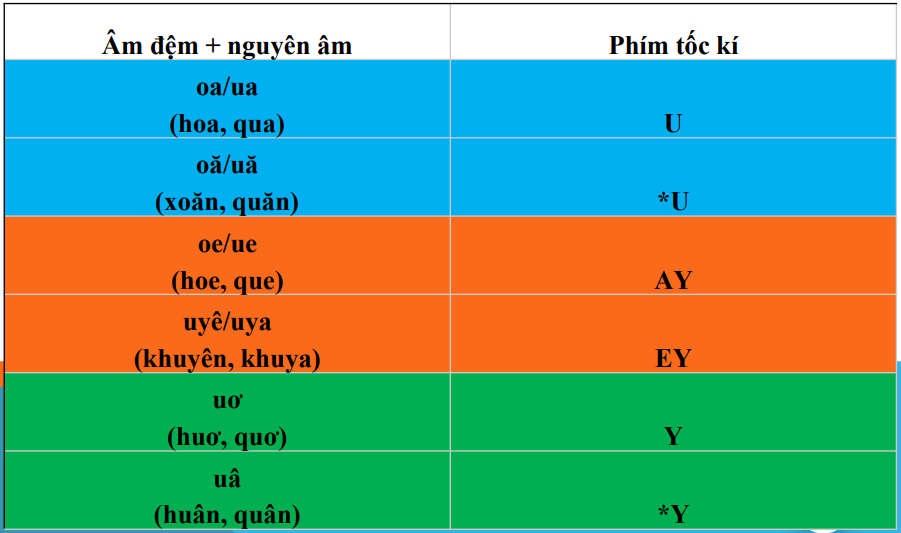 Âm đệm + nguyên âm Phím tốc kí
oa/ua
(hoa, qua) U
oă/uă
(xoăn, quăn) *U
oe/ue
(hoe, que) AY
uyê/uya
(khuyên, khuya) EY
uơ
(huơ, quơ) Y
uâ
(huân, quân) *Y